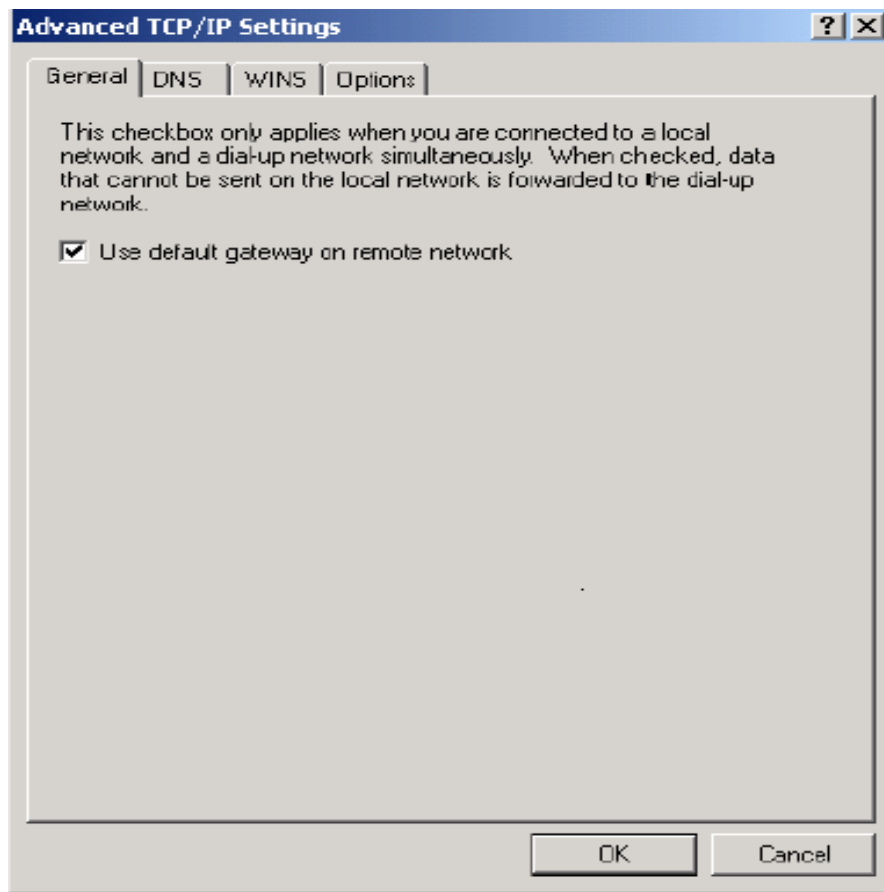 Advanced TCP/IP Settings
General DNS WINS Options
This checkbox only applies when you are connected to a local
network and a dial-up network simultaneously. When checked, data
that cannot be sent on the local network is forwarded to the dial-up
network.
Use default gateway on remote network
OK Cancel